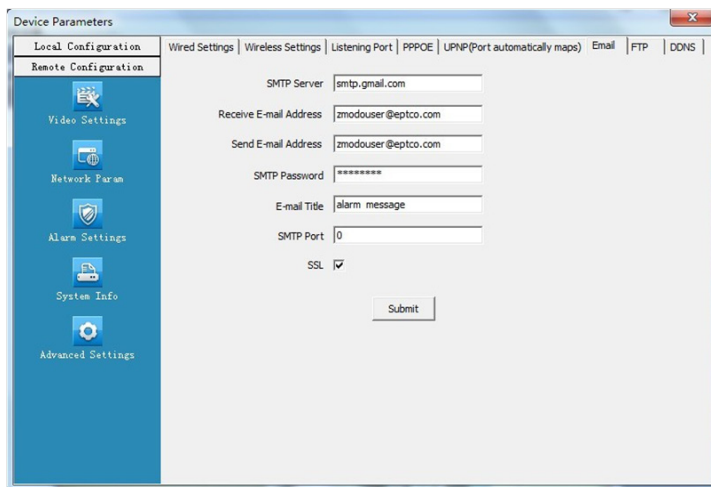 Device Parameters
Local Configuration
Remote Configuration
Video Settings
Network Param
Alarm Settings
System Info
Advanced Settings
Wired Settings Wireless Settings Listening Port PPPOE UPNP(Port automatically maps) Email FTP DDNS
SMTP Server smtp.gmail.com
Receive E-mail Address zmodouser@eptco.com
Send E-mail Address zmodouser@eptco.com
SMTP Password ********
E-mail Title alarm message
SMTP Port 0
SSL
Submit